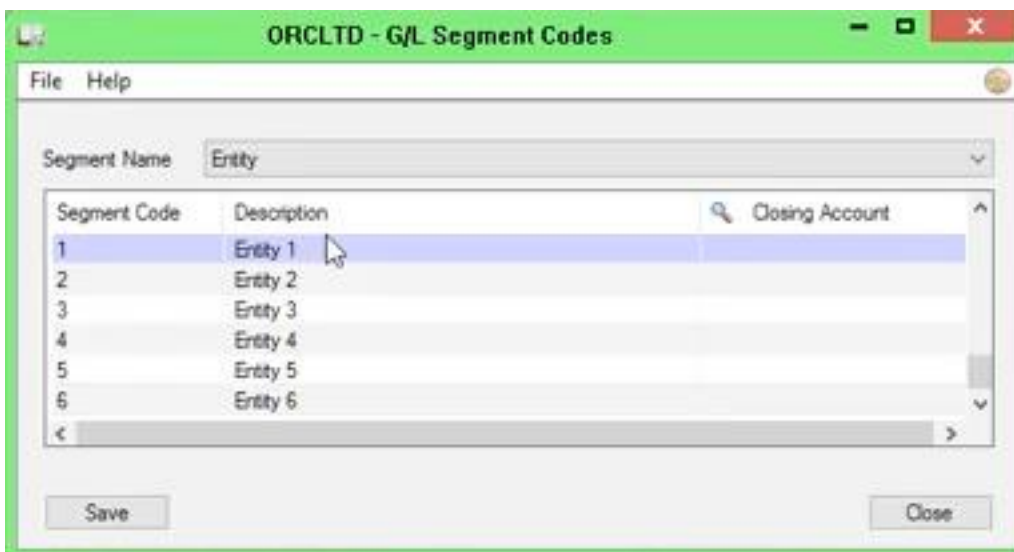 ORCLTD - G/L Segment Codes
File Help
Segment Name Entity
Segment Code Description Closing Account
1 Entity 1
2 Entity 2
3 Entity 3
4 Entity 4
5 Entity 5
6 Entity 6
Save Close